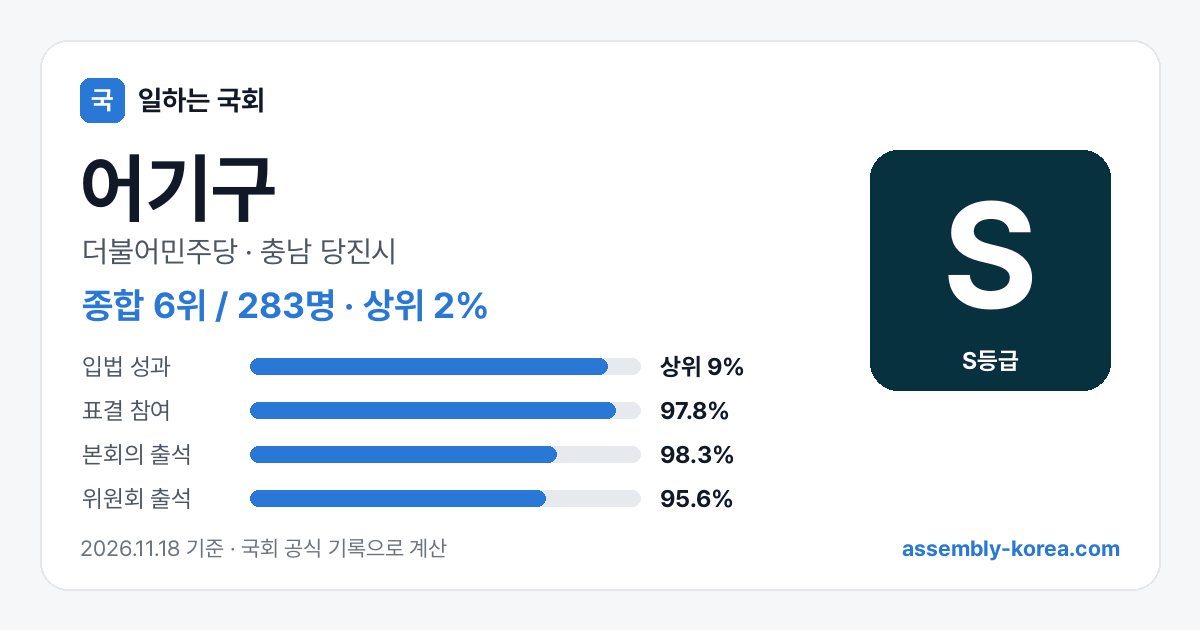 국 일하는 국회
어기구
더불어민주당 · 충남 당진시
종합 6위 / 283명 · 상위 2%
S
S등급
입법 성과 상위 9%
표결 참여 97.8%
본회의 출석 98.3%
위원회 출석 95.6%
2026.11.18 기준 · 국회 공식 기록으로 계산
assembly-korea.com